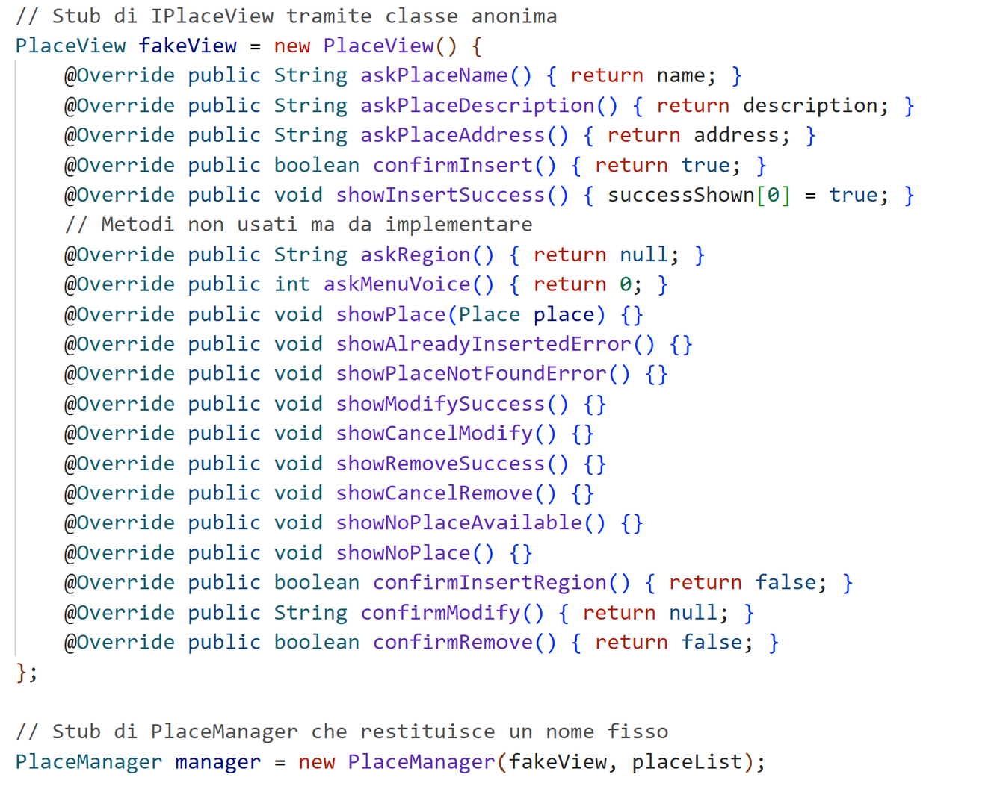 // Stub di IPlaceView tramite classe anonima
PlaceView fakeView = new PlaceView() {
    @Override public String askPlaceName() { return name; }
    @Override public String askPlaceDescription() { return description; }
    @Override public String askPlaceAddress() { return address; }
    @Override public boolean confirmInsert() { return true; }
    @Override public void showInsertSuccess() { successShown[0] = true; }
    // Metodi non usati ma da implementare
    @Override public String askRegion() { return null; }
    @Override public int askMenuVoice() { return 0; }
    @Override public void showPlace(Place place) {}
    @Override public void showAlreadyInsertedError() {}
    @Override public void showPlaceNotFoundError() {}
    @Override public void showModifySuccess() {}
    @Override public void showCancelModify() {}
    @Override public void showRemoveSuccess() {}
    @Override public void showCancelRemove() {}
    @Override public void showNoPlaceAvailable() {}
    @Override public void showNoPlace() {}
    @Override public boolean confirmInsertRegion() { return false; }
    @Override public String confirmModify() { return null; }
    @Override public boolean confirmRemove() { return false; }
};
// Stub di PlaceManager che restituisce un nome fisso
PlaceManager manager = new PlaceManager(fakeView, placeList);